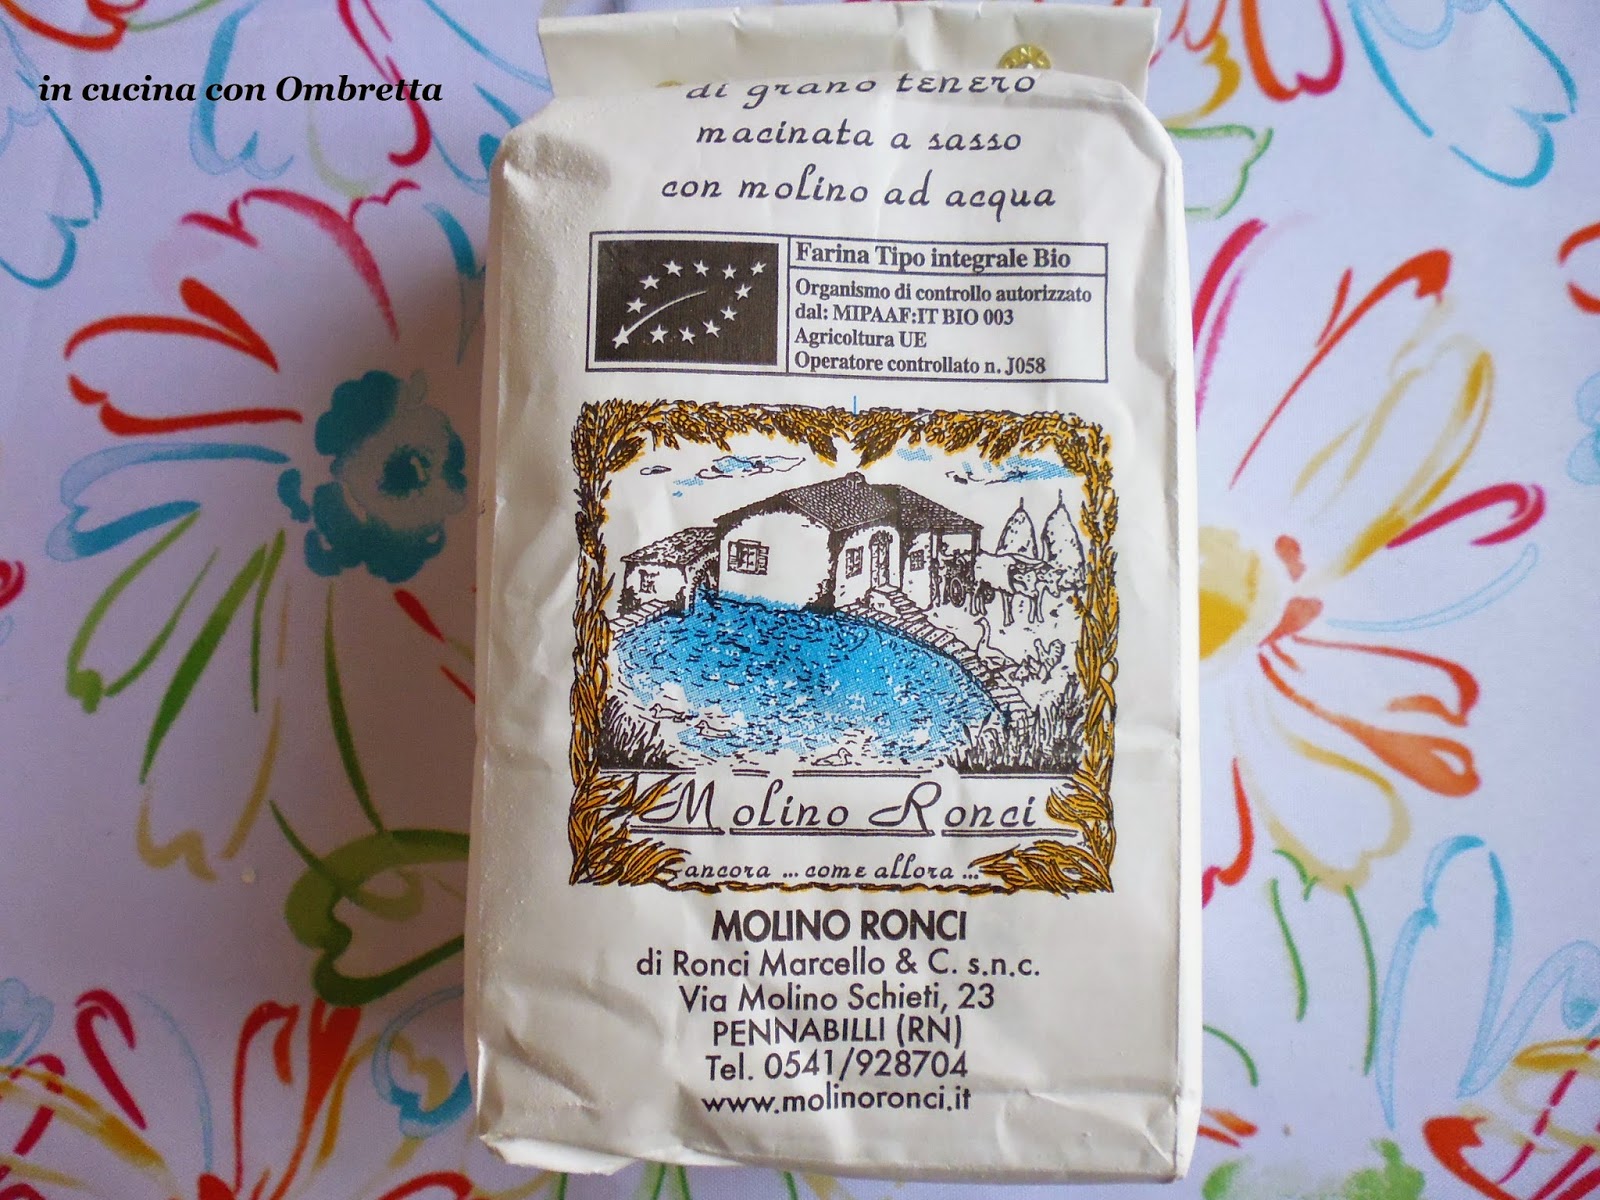 in cucina con Ombretta
di grano tenero
macinata a sasso
con molino ad acqua
Farina Tipo integrale Bio
Organismo di controllo autorizzato
dal: MIPAAF:IT BIO 003
Agricoltura UE
Operatore controllato n. J058
Molino Ronci
ancora ... come allora ...
MOLINO RONCI
di Ronci Marcello & C. s.n.c.
Via Molino Schieti, 23
PENNABILLI (RN)
Tel. 0541/928704
www.molinoronci.it